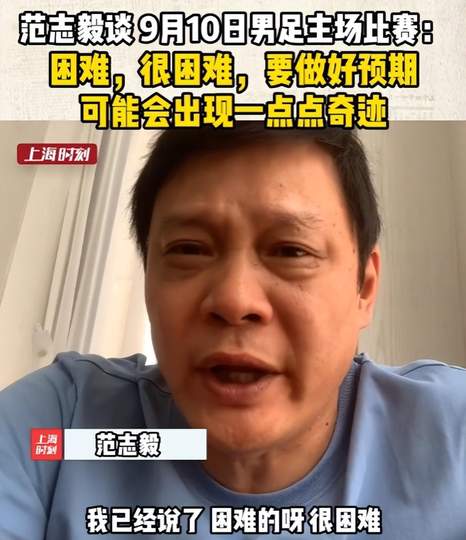 范志毅谈9月10日男足主场比赛：
困难，很困难，要做好预期
可能会出现一点点奇迹
上海时刻
上海
时刻
范志毅
我已经说了 困难的呀 很困难